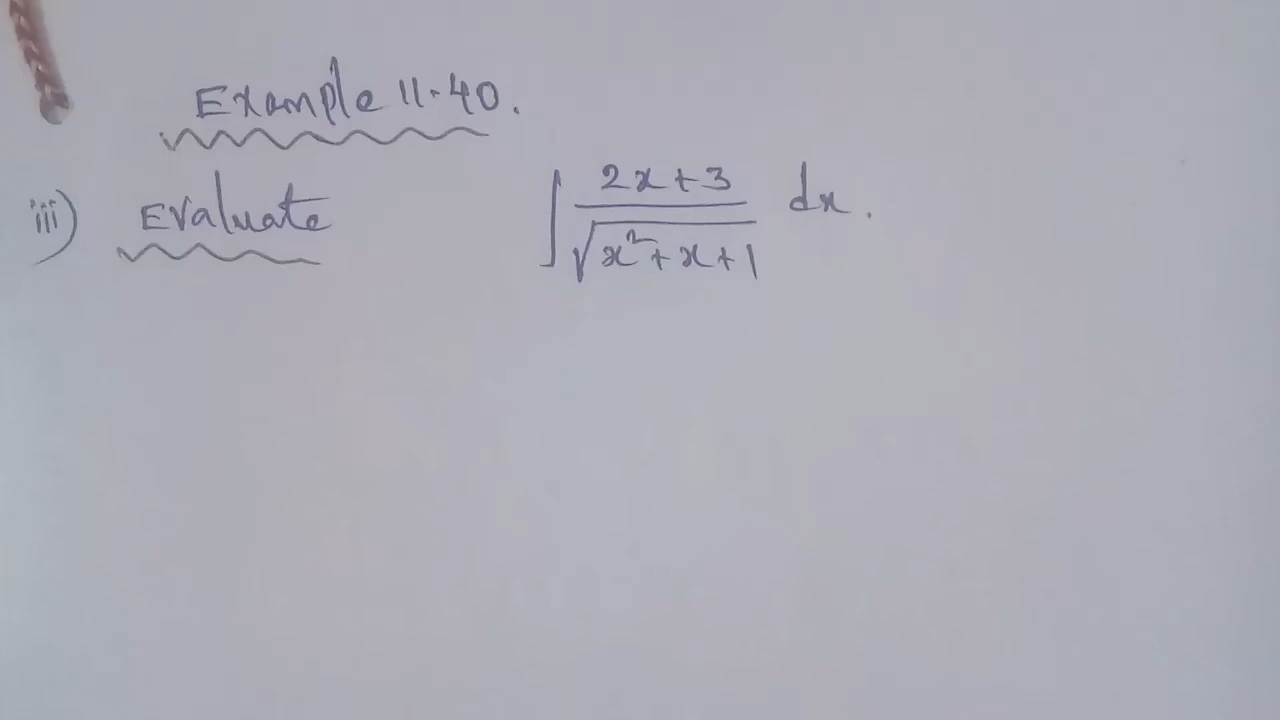 Example 11.40.
iii) Evaluate ∫ (2x+3)/√(x²+x+1) dx.